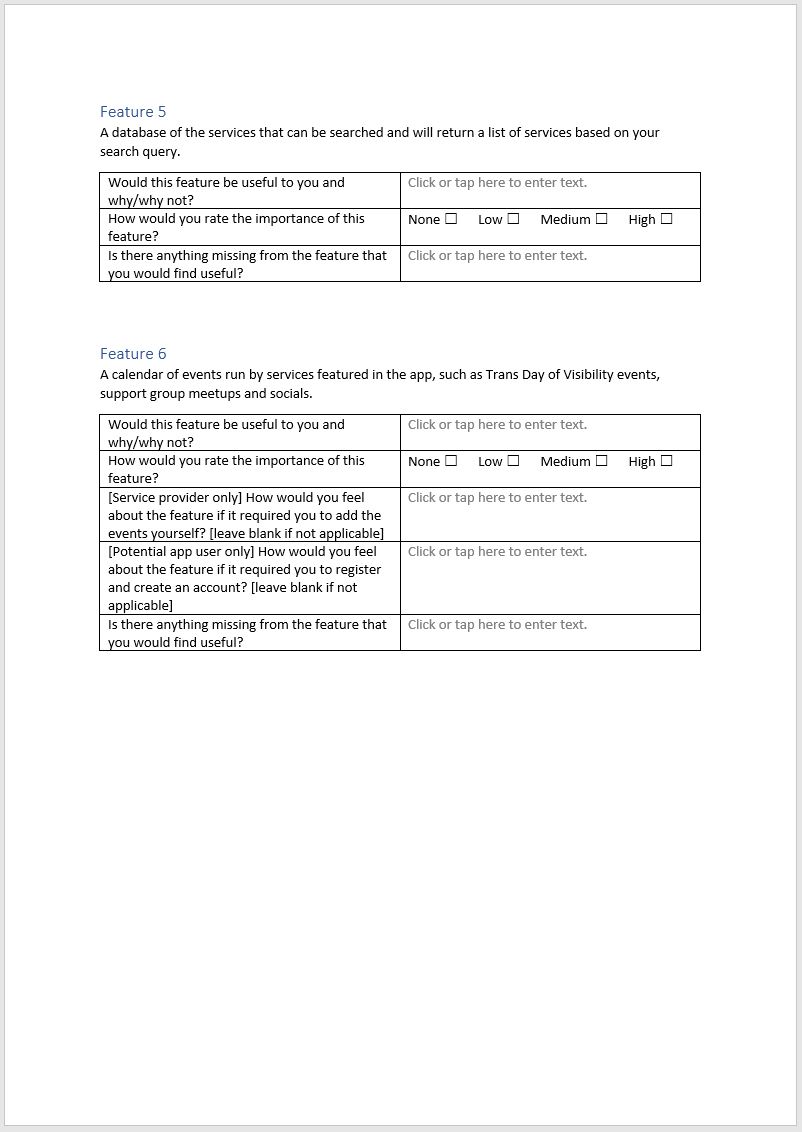 Feature 5
A database of the services that can be searched and will return a list of services based on your
search query.
Would this feature be useful to you and
why/why not?
Click or tap here to enter text.
How would you rate the importance of this
feature?
None ☐ Low ☐ Medium ☐ High ☐
Is there anything missing from the feature that
you would find useful?
Click or tap here to enter text.
Feature 6
A calendar of events run by services featured in the app, such as Trans Day of Visibility events,
support group meetups and socials.
Would this feature be useful to you and
why/why not?
Click or tap here to enter text.
How would you rate the importance of this
feature?
None ☐ Low ☐ Medium ☐ High ☐
[Service provider only] How would you feel
about the feature if it required you to add the
events yourself? [leave blank if not applicable]
Click or tap here to enter text.
[Potential app user only] How would you feel
about the feature if it required you to register
and create an account? [leave blank if not
applicable]
Click or tap here to enter text.
Is there anything missing from the feature that
you would find useful?
Click or tap here to enter text.